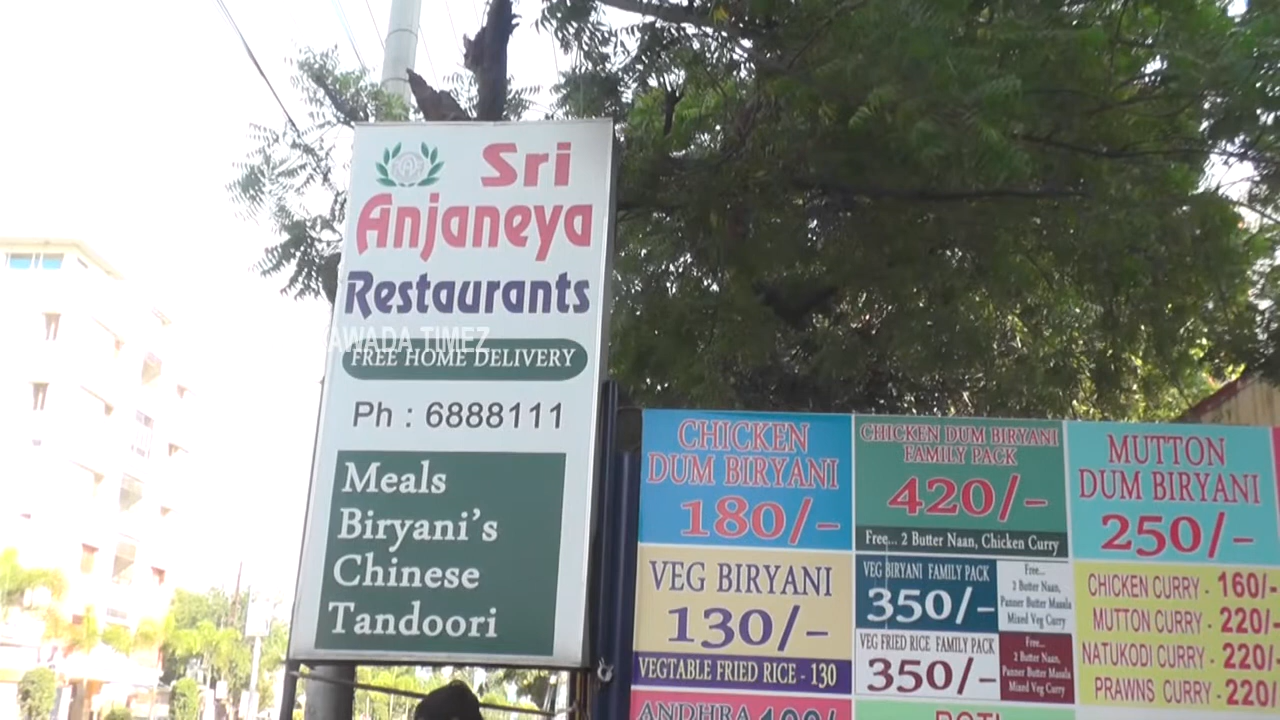 Sri
Anjaneya
Restaurants
AWADA TIMEZ
FREE HOME DELIVERY
Ph : 6888111
Meals
Biryani's
Chinese
Tandoori
CHICKEN
DUM BIRYANI
180/-
CHICKEN DUM BIRYANI
FAMILY PACK
420/-
Free... 2 Butter Naan, Chicken Curry
MUTTON
DUM BIRYANI
250/-
VEG BIRYANI
130/-
VEGTABLE FRIED RICE - 130
VEG BIRYANI FAMILY PACK
350/-
Free...
2 Butter Naan,
Panner Butter Masala
Mixed Veg Curry
VEG FRIED RICE FAMILY PACK
350/-
Free...
2 Butter Naan,
Panner Butter Masala
Mixed Veg Curry
CHICKEN CURRY - 160/-
MUTTON CURRY - 220/-
NATUKODI CURRY - 220/-
PRAWNS CURRY - 220/
ANDHRA